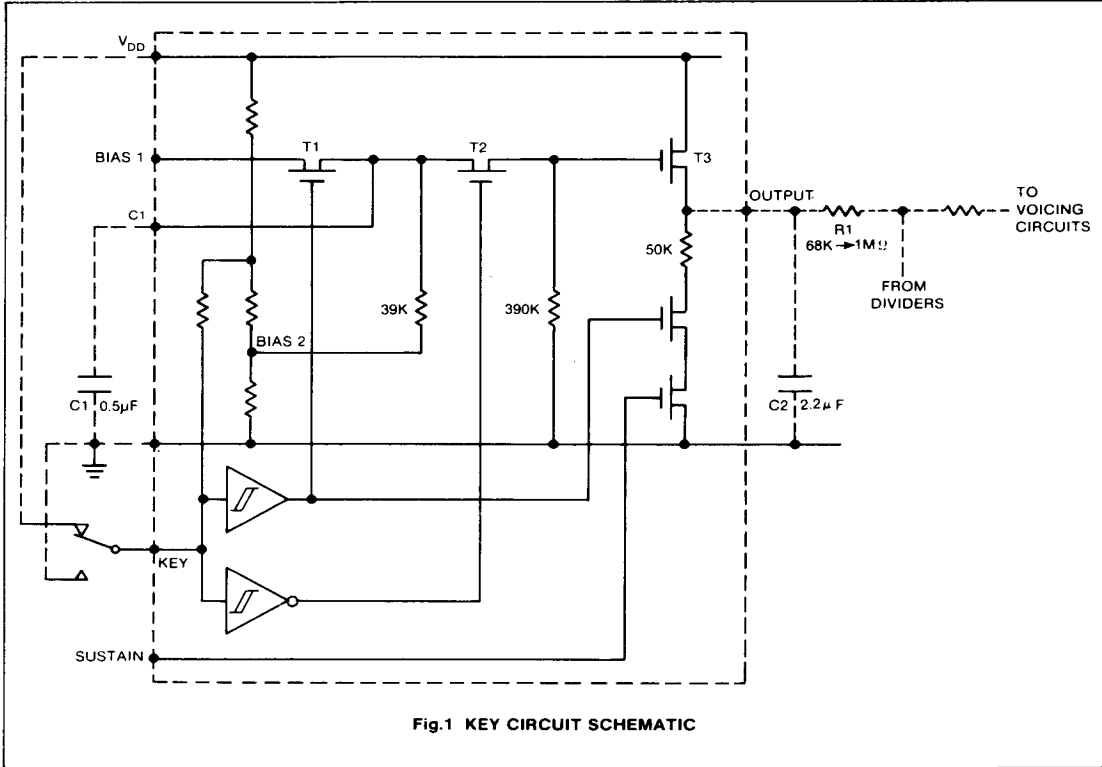 V_DD
BIAS 1
T1
T2
T3
C1
OUTPUT
TO
VOICING
CIRCUITS
R1
68K→1MΩ
50K
FROM
DIVIDERS
39K
390K
BIAS 2
C1 0.5μF
C2 2.2μF
KEY
SUSTAIN
Fig.1 KEY CIRCUIT SCHEMATIC